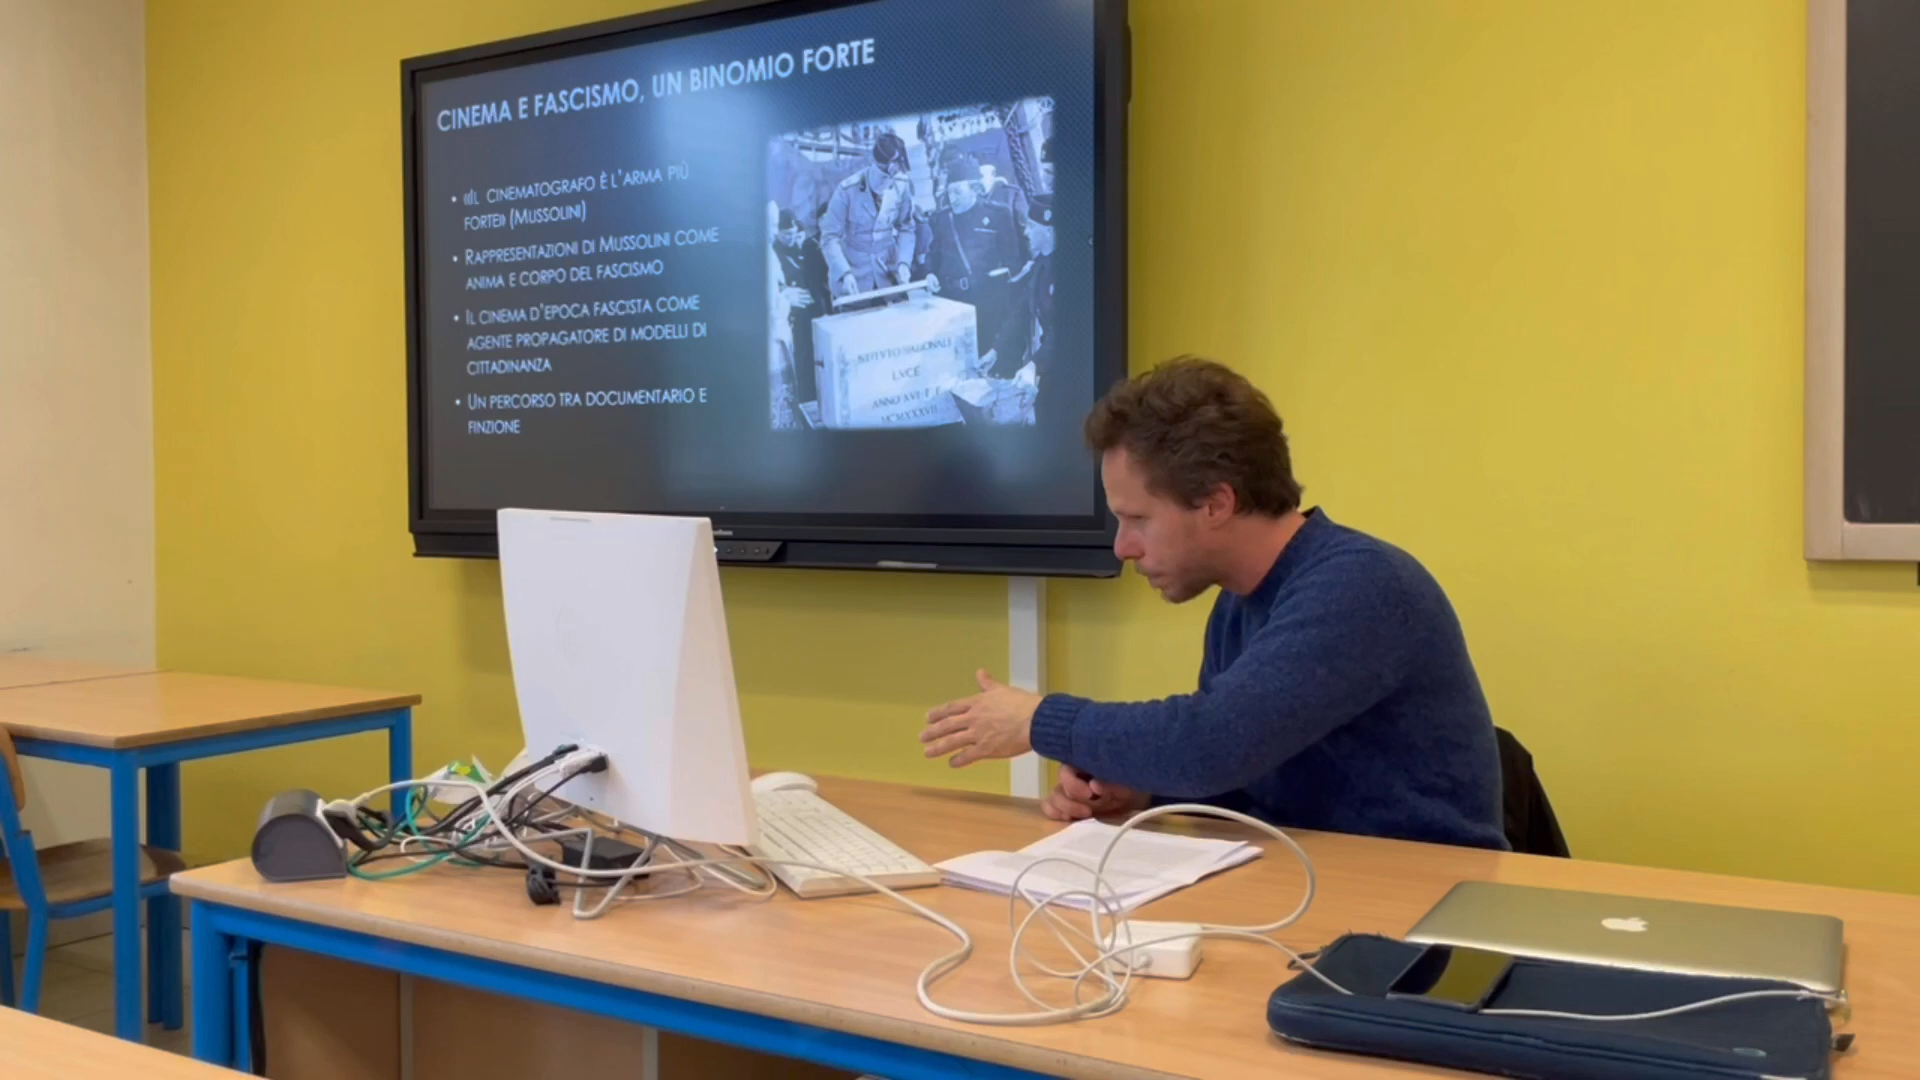 CINEMA E FASCISMO, UN BINOMIO FORTE
• «IL CINEMATOGRAFO È L'ARMA PIÙ
FORTE» (MUSSOLINI)
• RAPPRESENTAZIONI DI MUSSOLINI COME
ANIMA E CORPO DEL FASCISMO
• IL CINEMA D'EPOCA FASCISTA COME
AGENTE PROPAGATORE DI MODELLI DI
CITTADINANZA
• UN PERCORSO TRA DOCUMENTARIO E
FINZIONE
ISTITVTO NAZIONALE
LVCE
ANNO XVI E.F.
MCMXXXVII